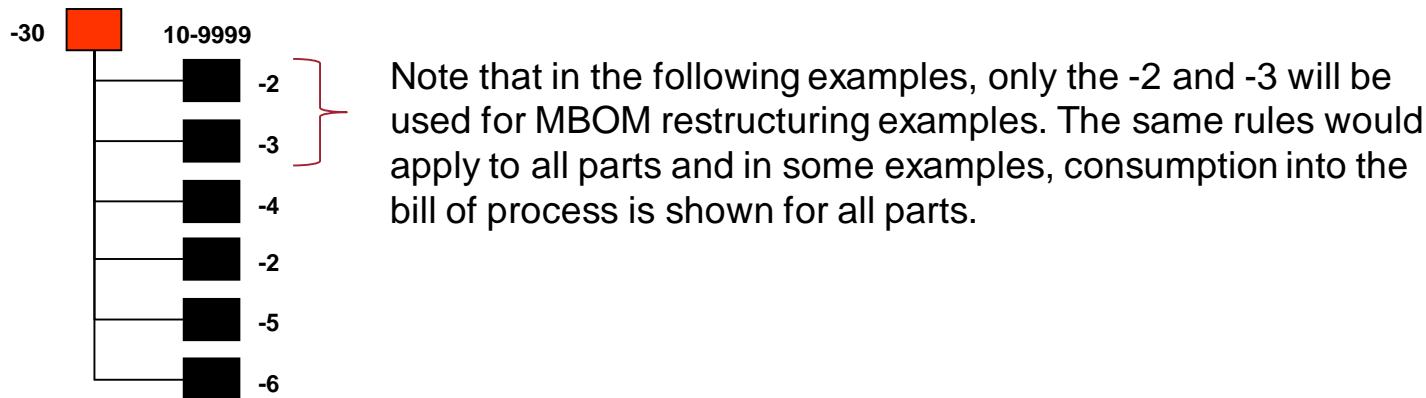 -30 10-9999
-2
-3
-4
-2
-5
-6
Note that in the following examples, only the -2 and -3 will be
used for MBOM restructuring examples. The same rules would
apply to all parts and in some examples, consumption into the
bill of process is shown for all parts.